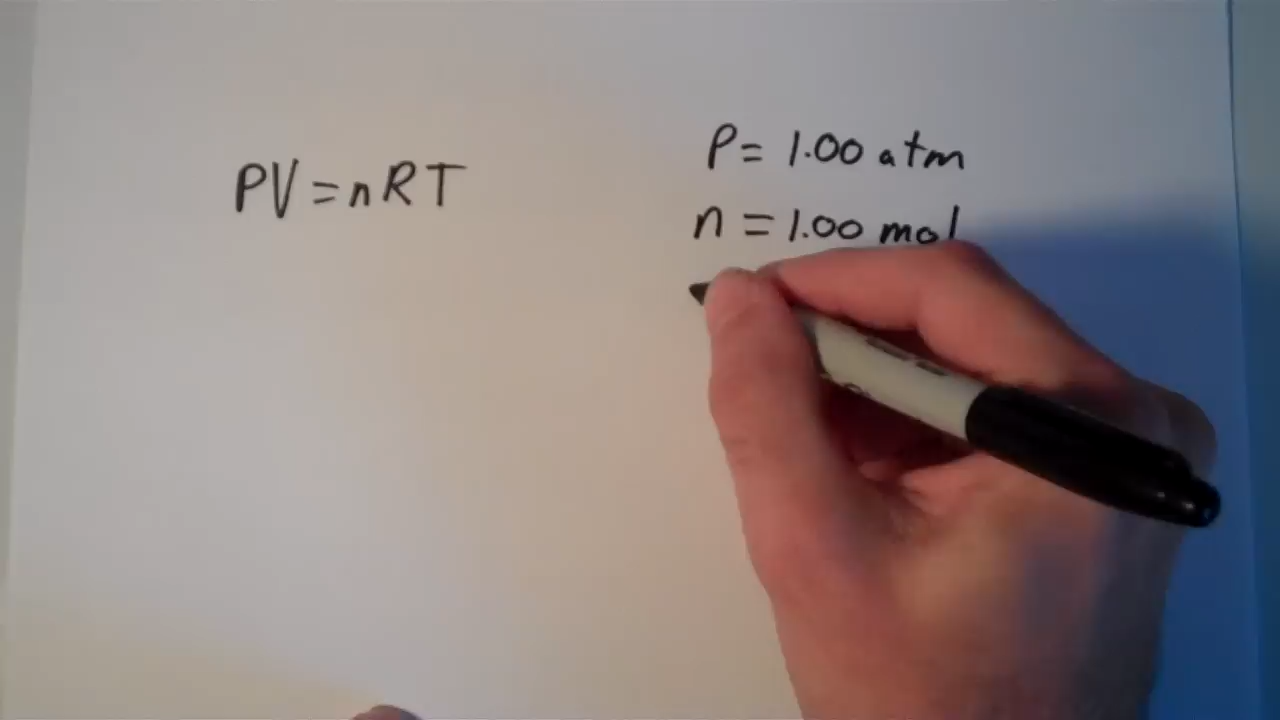 PV = nRT
P = 1.00 atm
n = 1.00 mol